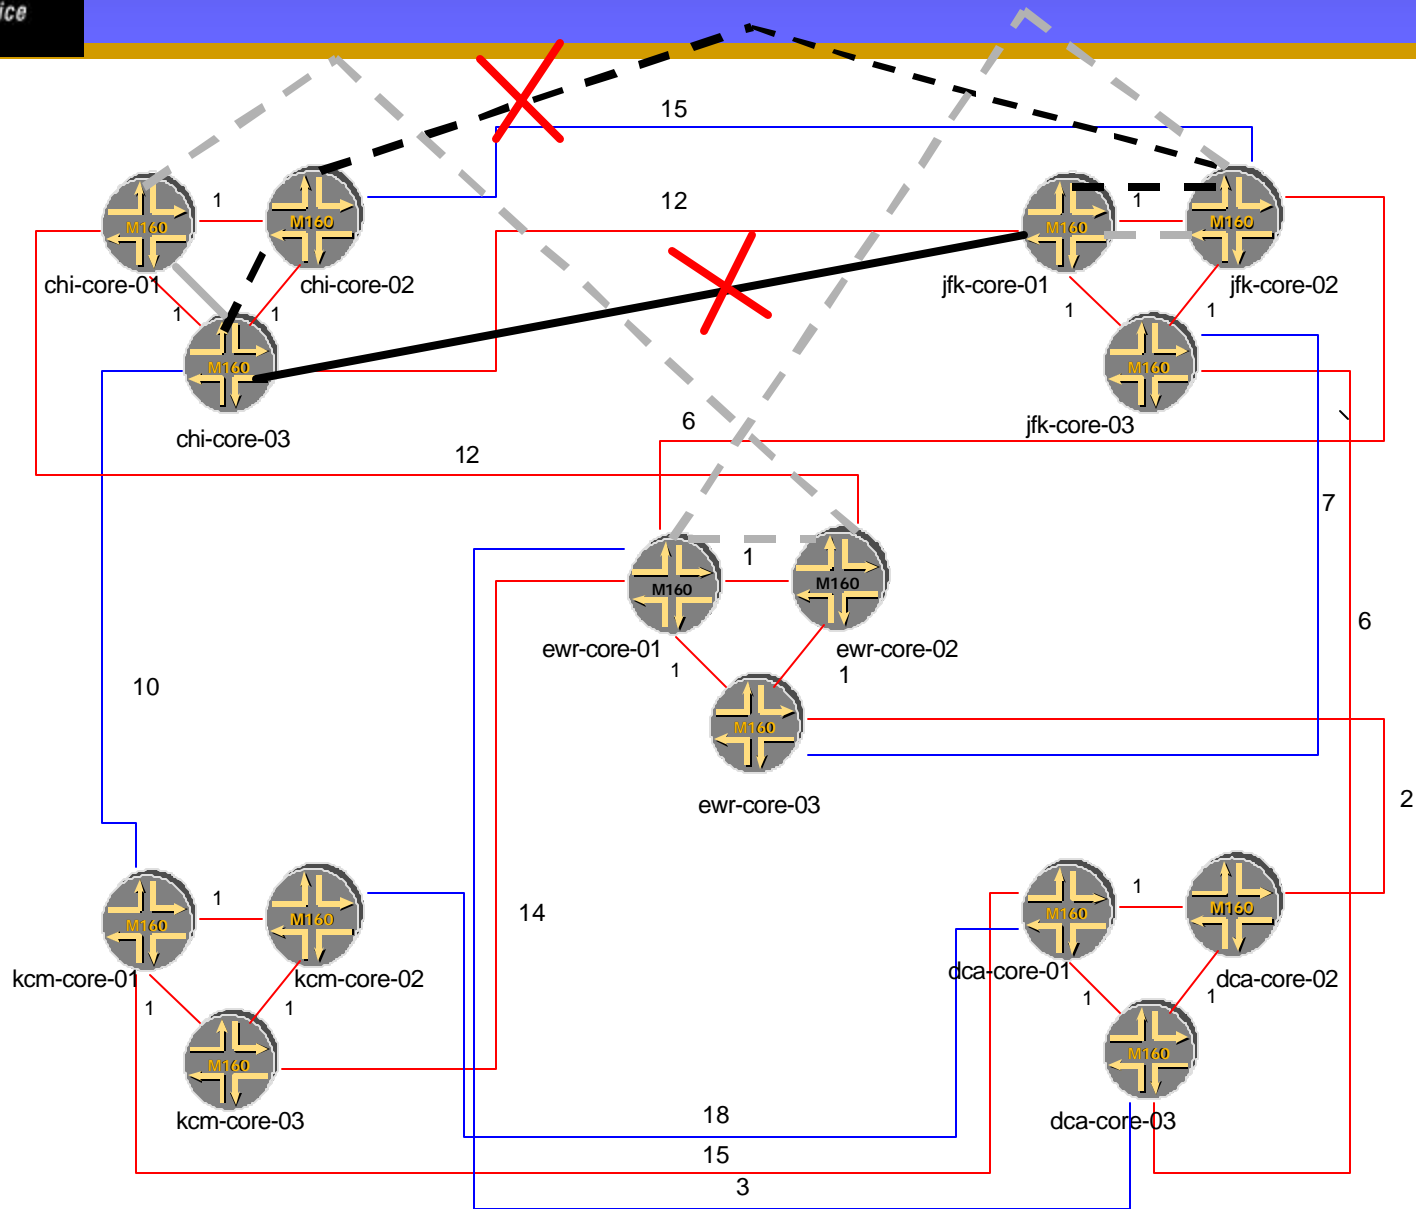 ice
15
1
M160
M160
12
1
M160
M160
chi-core-01
chi-core-02
jfk-core-01
jfk-core-02
1
1
1
1
M160
M160
6
jfk-core-03
chi-core-03
12
7
1
M160
M160
6
ewr-core-01
ewr-core-02
1
1
10
M160
2
ewr-core-03
1
1
14
M160
M160
M160
M160
kcm-core-01
kcm-core-02
dca-core-01
dca-core-02
1
1
1
1
M160
M160
kcm-core-03
18
dca-core-03
15
3